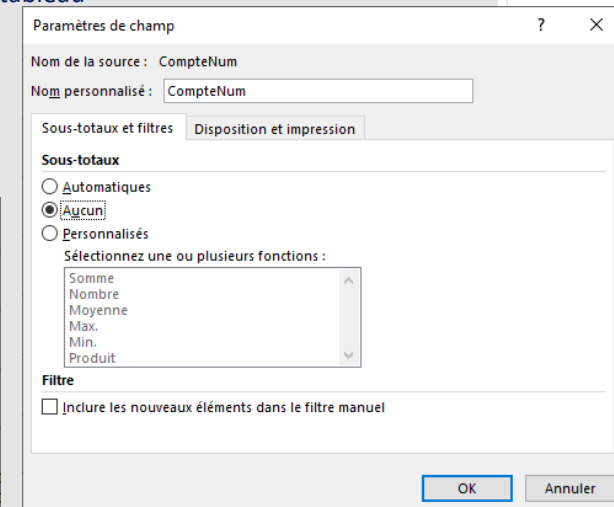 tableau
Paramètres de champ ? ×
Nom de la source : CompteNum
Nom personnalisé : CompteNum
Sous-totaux et filtres Disposition et impression
Sous-totaux
Automatiques
Aucun
Personnalisés
Sélectionnez une ou plusieurs fonctions :
Somme
Nombre
Moyenne
Max.
Min.
Produit
Filtre
Inclure les nouveaux éléments dans le filtre manuel
OK Annuler